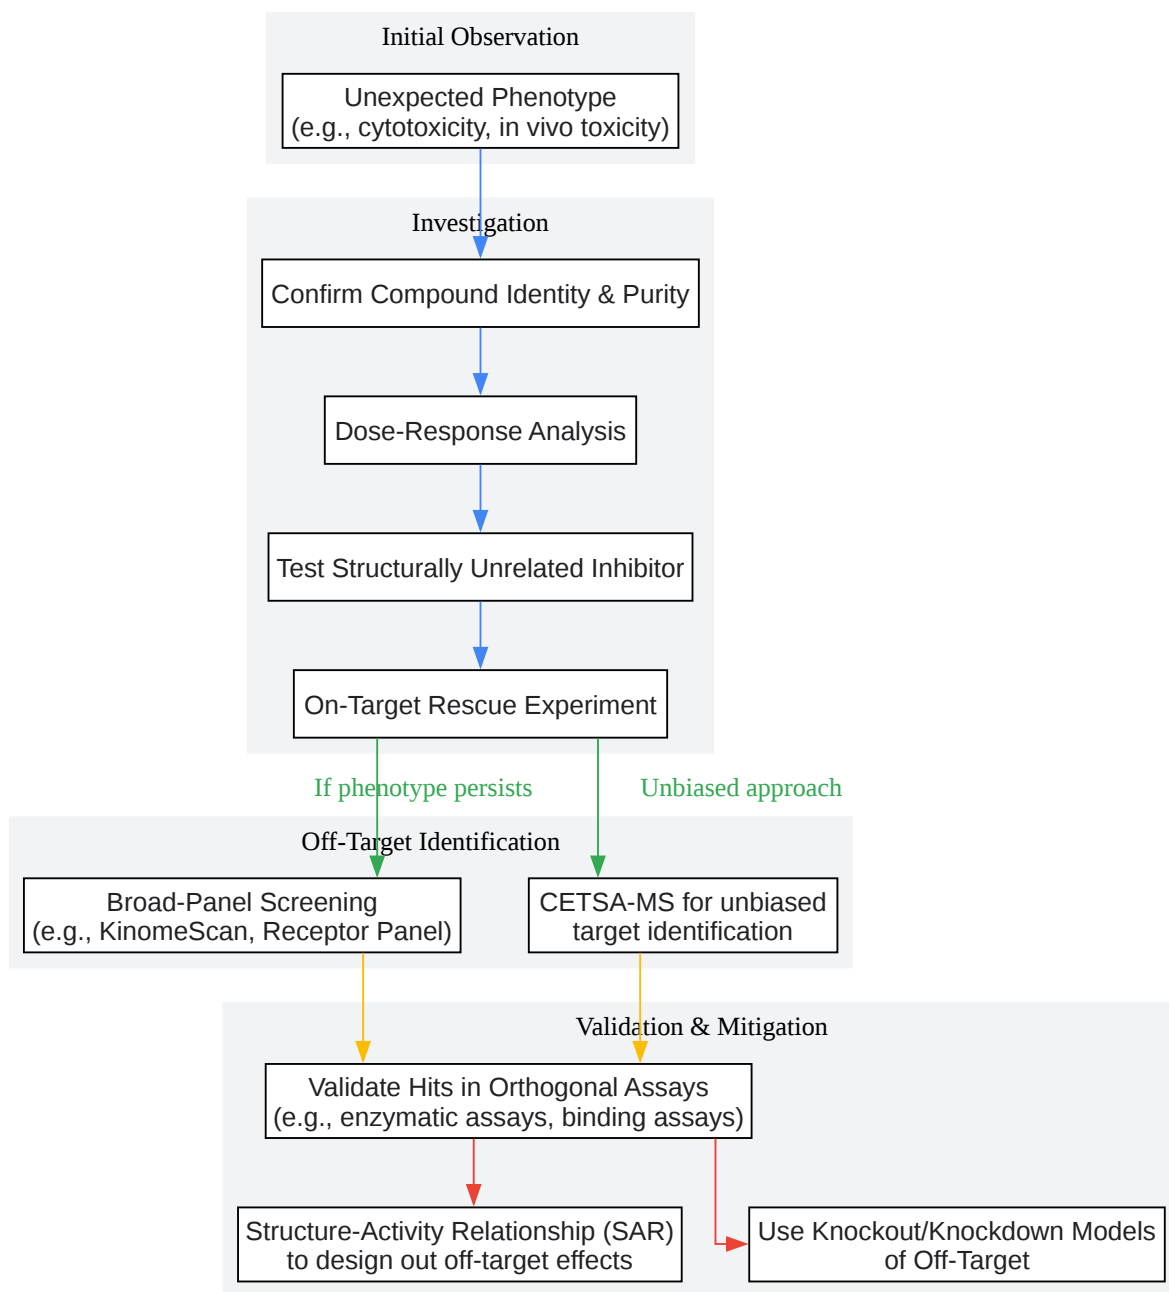 Initial Observation
Unexpected Phenotype
(e.g., cytotoxicity, in vivo toxicity)
Investigation
Confirm Compound Identity & Purity
Dose-Response Analysis
Test Structurally Unrelated Inhibitor
On-Target Rescue Experiment
If phenotype persists
Unbiased approach
Off-Target Identification
Broad-Panel Screening
(e.g., KinomeScan, Receptor Panel)
CETSA-MS for unbiased
target identification
Validation & Mitigation
Validate Hits in Orthogonal Assays
(e.g., enzymatic assays, binding assays)
Structure-Activity Relationship (SAR)
to design out off-target effects
Use Knockout/Knockdown Models
of Off-Target